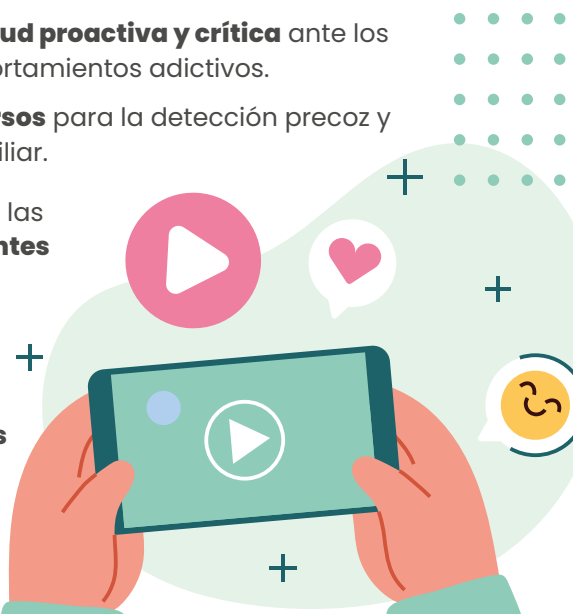 ud proactiva y crítica ante los
ortamientos adictivos.
rsos para la detección precoz y
iliar.
las
ntes
s